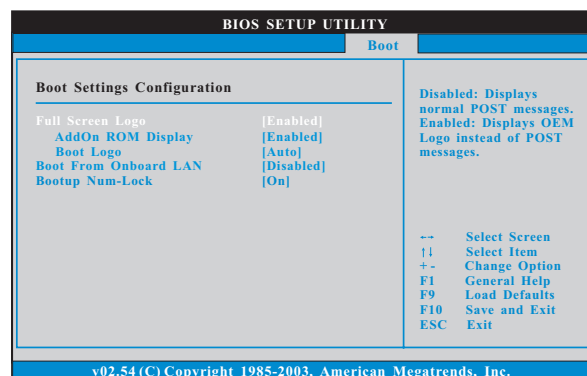 BIOS SETUP UTILITY
Boot
Boot Settings Configuration
Full Screen Logo [Enabled]
AddOn ROM Display [Enabled]
Boot Logo [Auto]
Boot From Onboard LAN [Disabled]
Bootup Num-Lock [On]
Disabled: Displays
normal POST messages.
Enabled: Displays OEM
Logo instead of POST
messages.
←→ Select Screen
↑↓ Select Item
+ - Change Option
F1 General Help
F9 Load Defaults
F10 Save and Exit
ESC Exit
v02.54 (C) Copyright 1985-2003, American Megatrends, Inc.